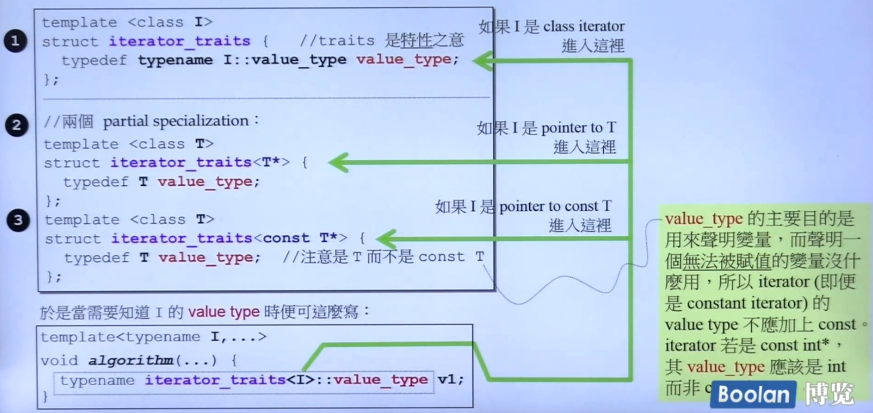 1
template <class I>
struct iterator_traits { //traits 是特性之意
typedef typename I::value_type value_type;
};
如果 I 是 class iterator
進入這裡
2
//兩個 partial specialization：
template <class T>
struct iterator_traits<T*> {
typedef T value_type;
};
如果 I 是 pointer to T
進入這裡
3
template <class T>
struct iterator_traits<const T*> {
typedef T value_type; //注意是 T 而不是 const T
};
如果 I 是 pointer to const T
進入這裡
value_type 的主要目的是
用來聲明變量，而聲明一
個無法被賦值的變量沒什
麼用，所以 iterator (即便
是 constant iterator) 的
value type 不應加上 const。
iterator 若是 const int*，
其 value_type 應該是 int
而非 c
於是當需要知道 I 的 value type 時便可這麼寫：
template<typename I,...>
void algorithm(...) {
typename iterator_traits<I>::value_type v1;
}
Boolan 博览